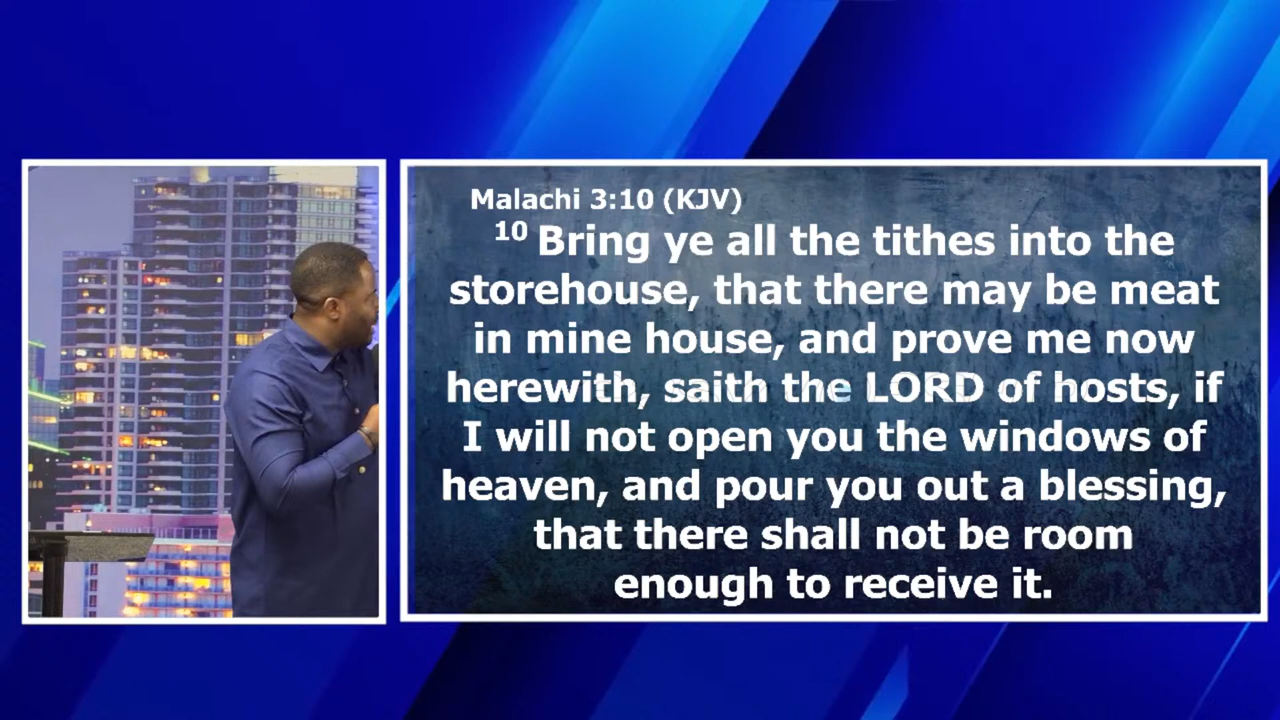 Malachi 3:10 (KJV)
10 Bring ye all the tithes into the
storehouse, that there may be meat
in mine house, and prove me now
herewith, saith the LORD of hosts, if
I will not open you the windows of
heaven, and pour you out a blessing,
that there shall not be room
enough to receive it.